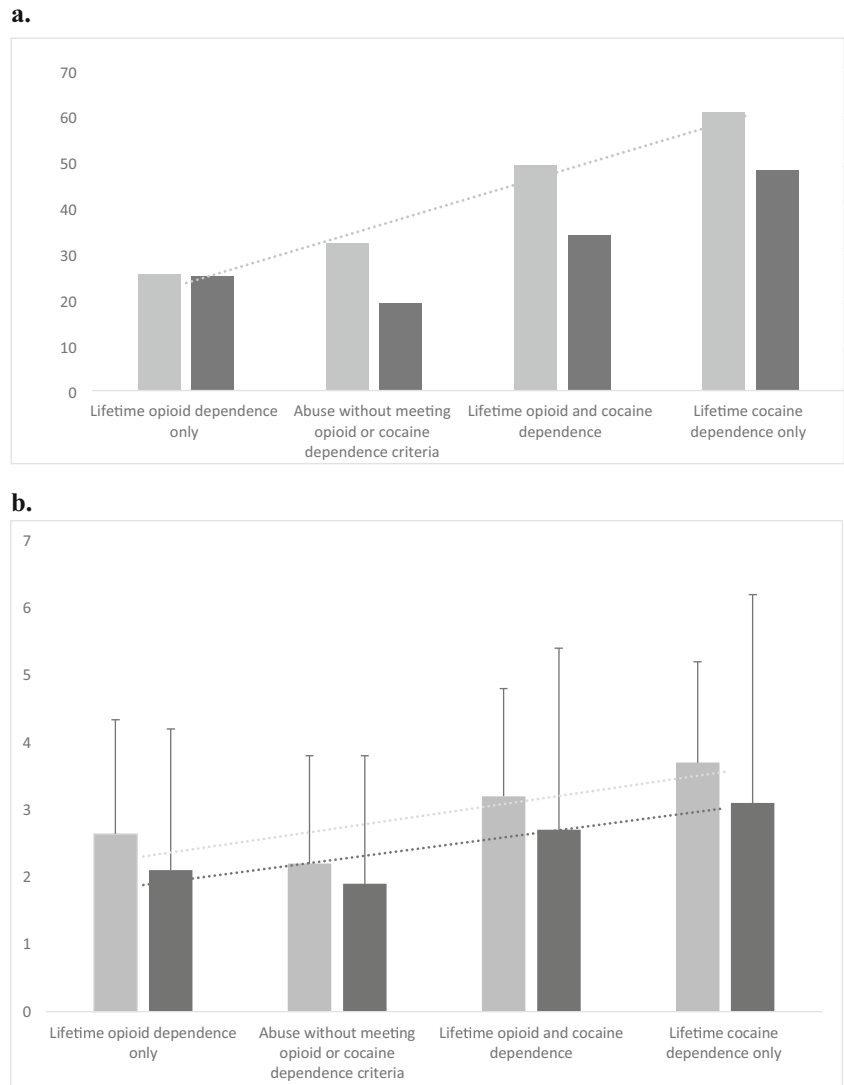 a.
70
60
50
40
30
20
10
0
Lifetime opioid dependence
only
Abuse without meeting
opioid or cocaine
dependence criteria
Lifetime opioid and cocaine
dependence
Lifetime cocaine
dependence only
b.
7
6
5
4
3
2
1
0
Lifetime opioid dependence
only
Abuse without meeting
opioid or cocaine
dependence criteria
Lifetime opioid and cocaine
dependence
Lifetime cocaine
dependence only